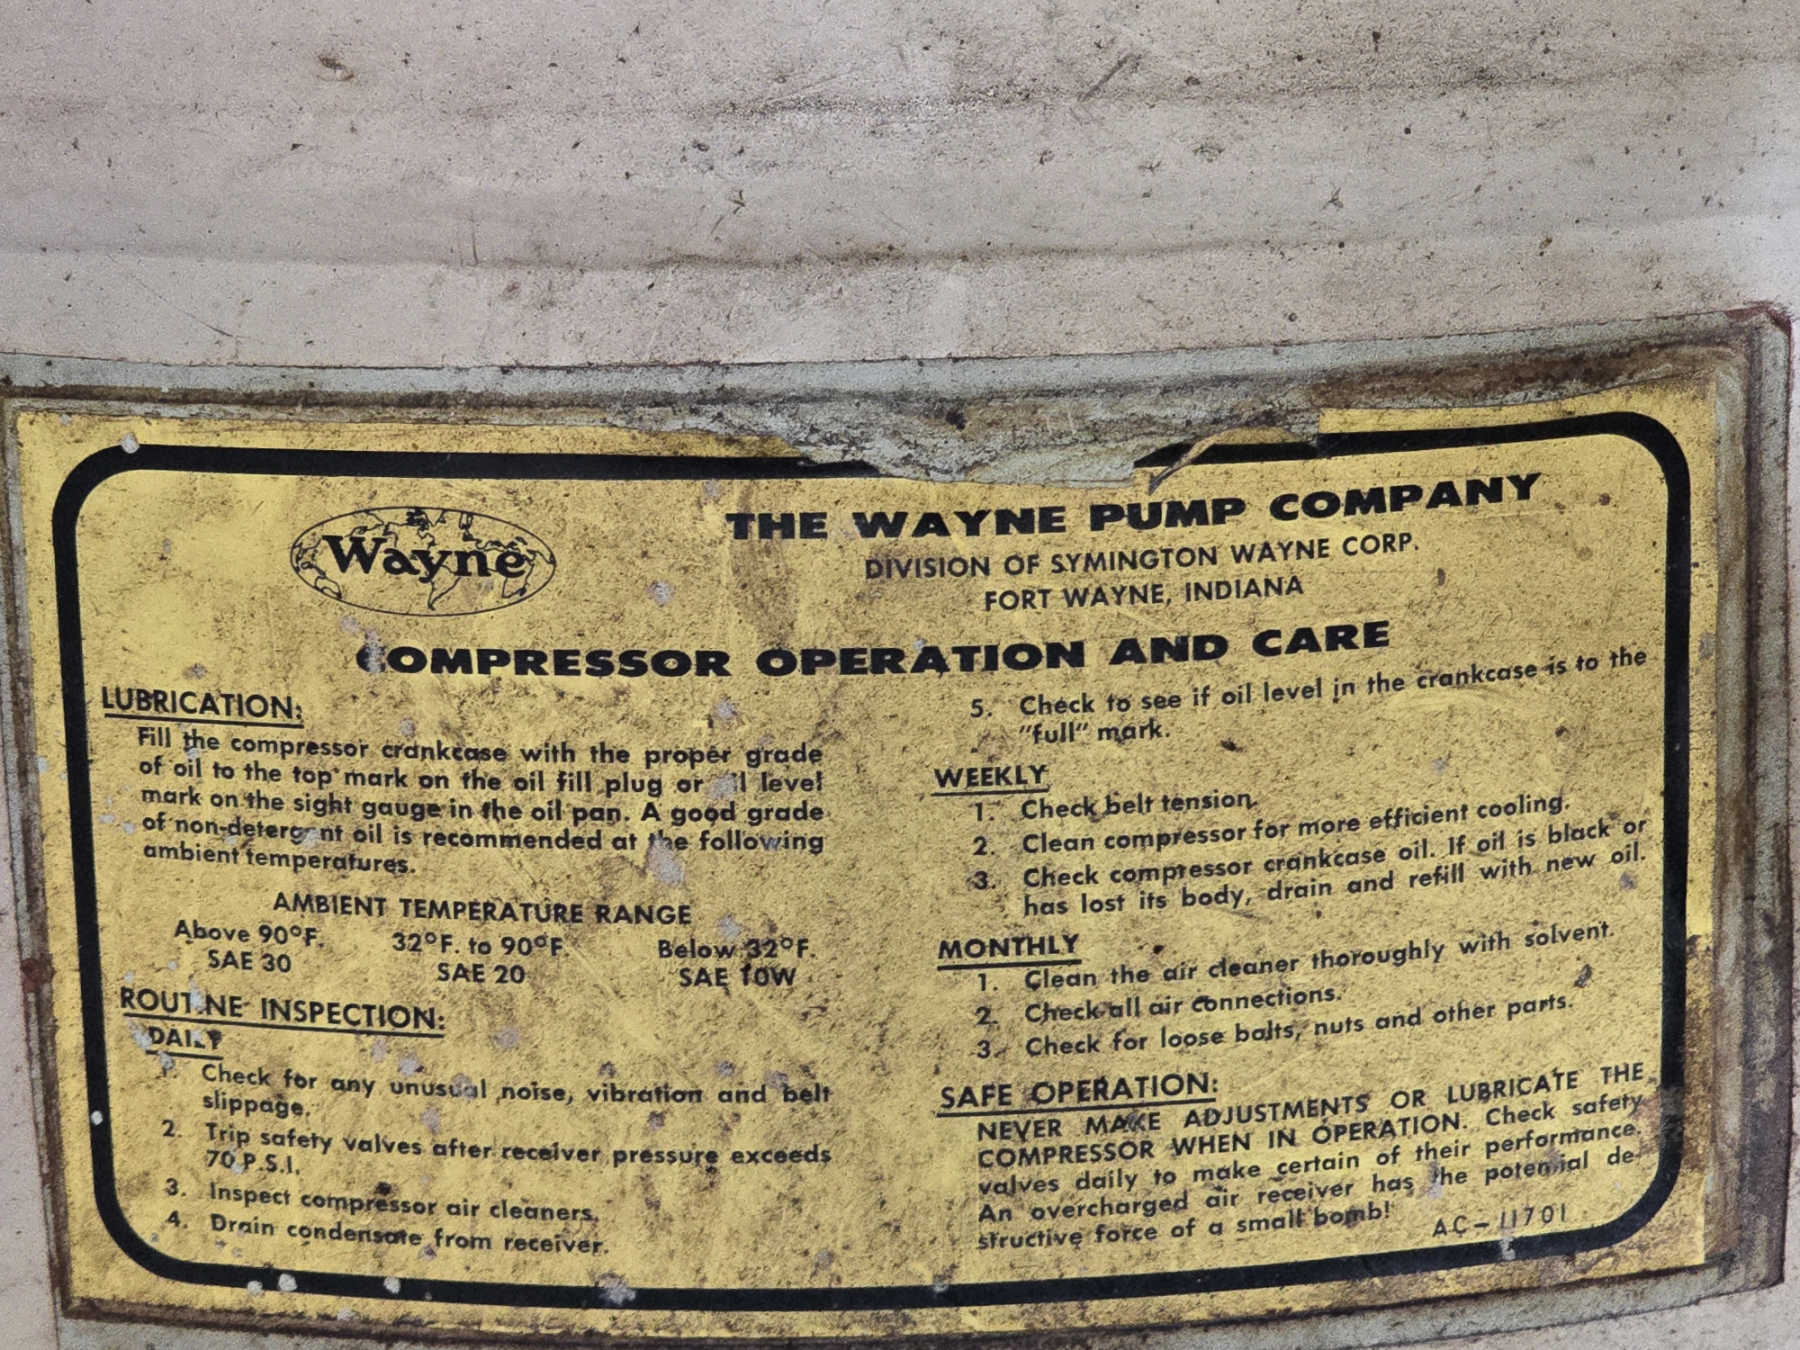 Wayne
THE WAYNE PUMP COMPANY
DIVISION OF SYMINGTON WAYNE CORP.
FORT WAYNE, INDIANA
COMPRESSOR OPERATION AND CARE
LUBRICATION:
Fill the compressor crankcase with the proper grade
of oil to the top mark on the oil fill plug or oil level
mark on the sight gauge in the oil pan. A good grade
of non-detergent oil is recommended at the following
ambient temperatures.
AMBIENT TEMPERATURE RANGE
Above 90°F. 32°F. to 90°F. Below 32°F.
SAE 30 SAE 20 SAE 10W
ROUTINE INSPECTION:
DAILY
1. Check for any unusual noise, vibration and belt
slippage.
2. Trip safety valves after receiver pressure exceeds
70 P.S.I.
3. Inspect compressor air cleaners.
4. Drain condensate from receiver.
5. Check to see if oil level in the crankcase is to the
"full" mark.
WEEKLY
1. Check belt tension.
2. Clean compressor for more efficient cooling.
3. Check compressor crankcase oil. If oil is black or
has lost its body, drain and refill with new oil.
MONTHLY
1. Clean the air cleaner thoroughly with solvent.
2. Check all air connections.
3. Check for loose bolts, nuts and other parts.
SAFE OPERATION:
NEVER MAKE ADJUSTMENTS OR LUBRICATE THE
COMPRESSOR WHEN IN OPERATION. Check safety
valves daily to make certain of their performance.
An overcharged air receiver has the potential de-
structive force of a small bomb!
AC-11701